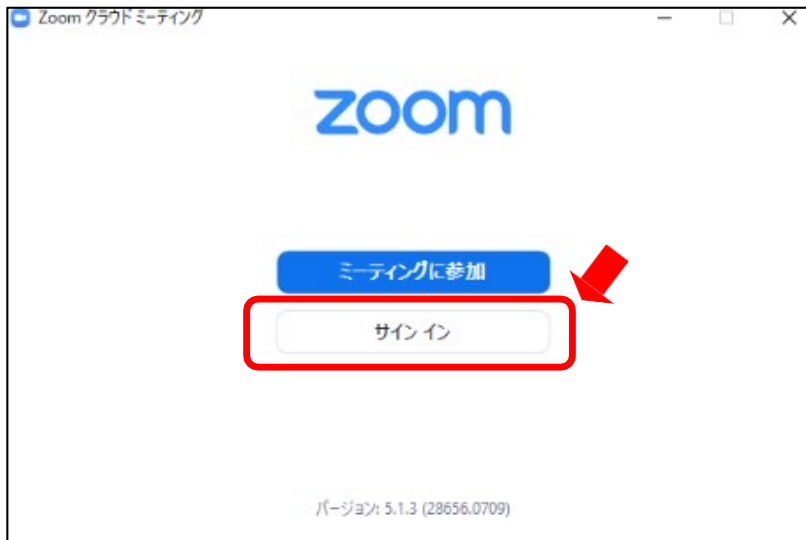 Zoom クラウド ミーティング
zoom
ミーティングに参加
サイン イン
バージョン: 5.1.3 (28656.0709)